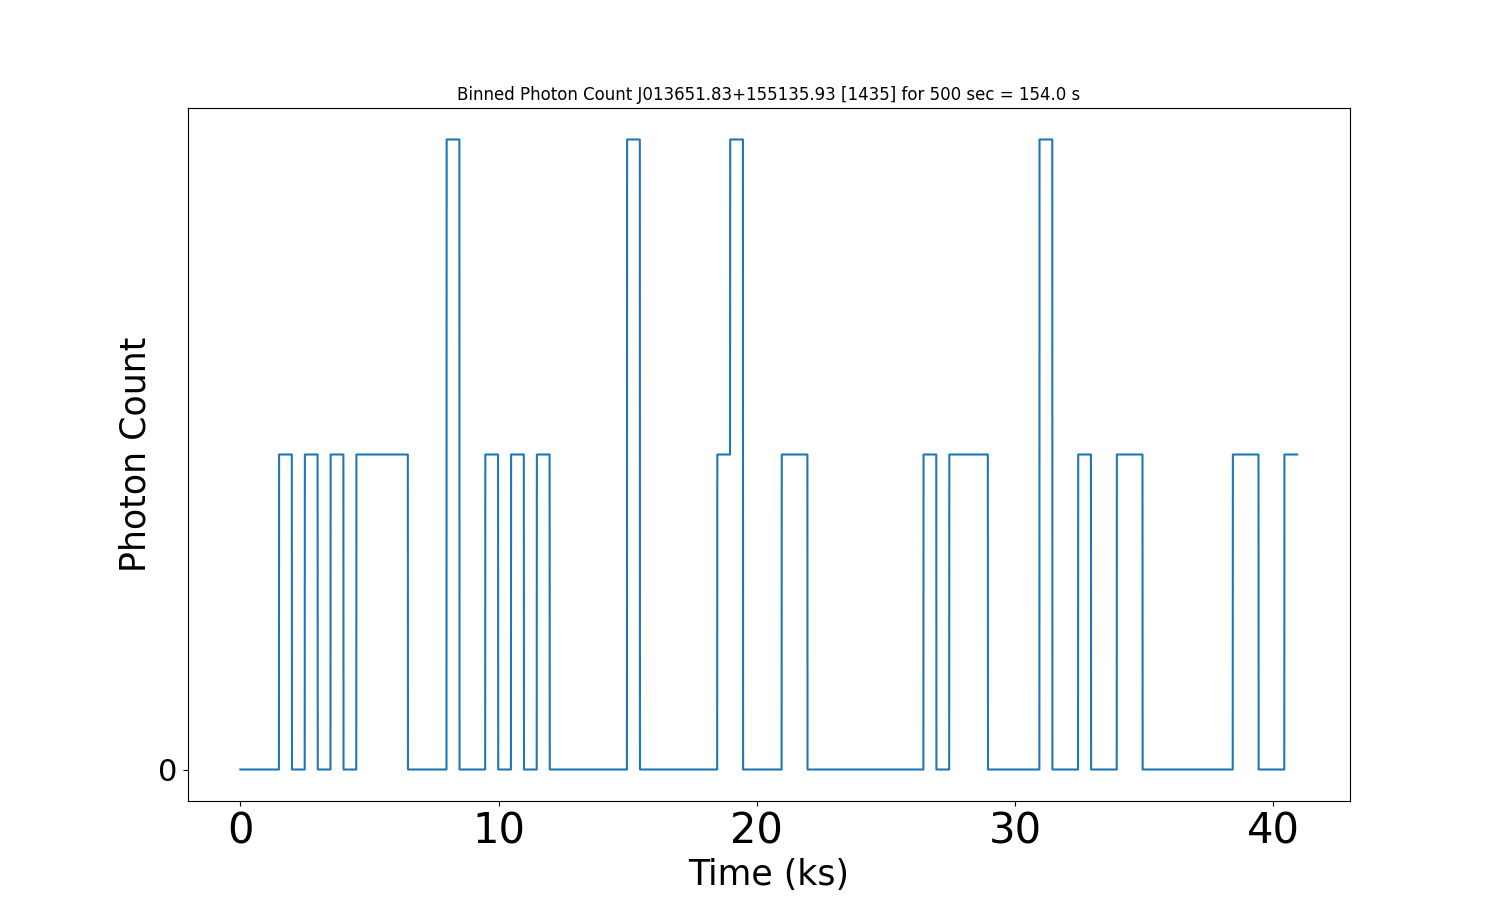 Binned Photon Count J013651.83+155135.93 [1435] for 500 sec = 154.0 s
Photon Count
0
0 10 20 30 40
Time (ks)